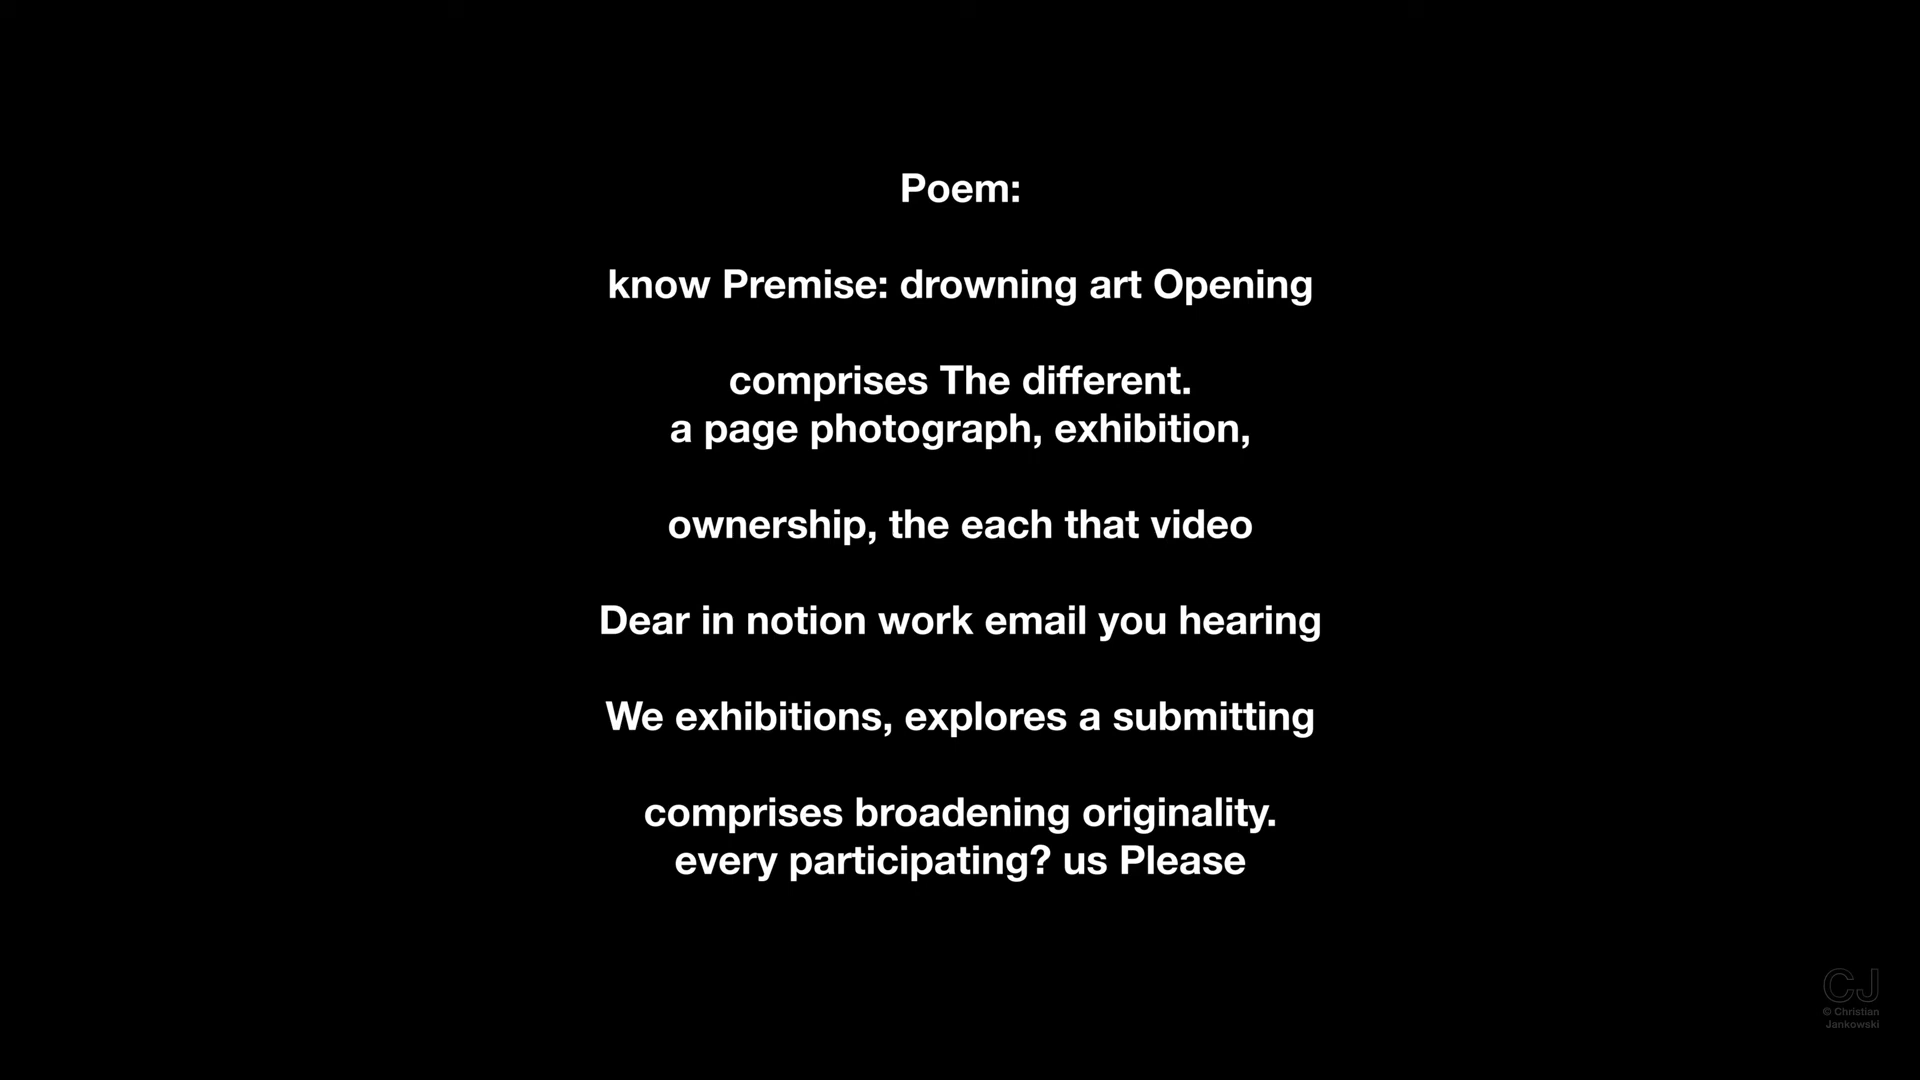 Poem:
know Premise: drowning art Opening
comprises The different.
a page photograph, exhibition,
ownership, the each that video
Dear in notion work email you hearing
We exhibitions, explores a submitting
comprises broadening originality.
every participating? us Please
CJ
© Christian
Jankowski